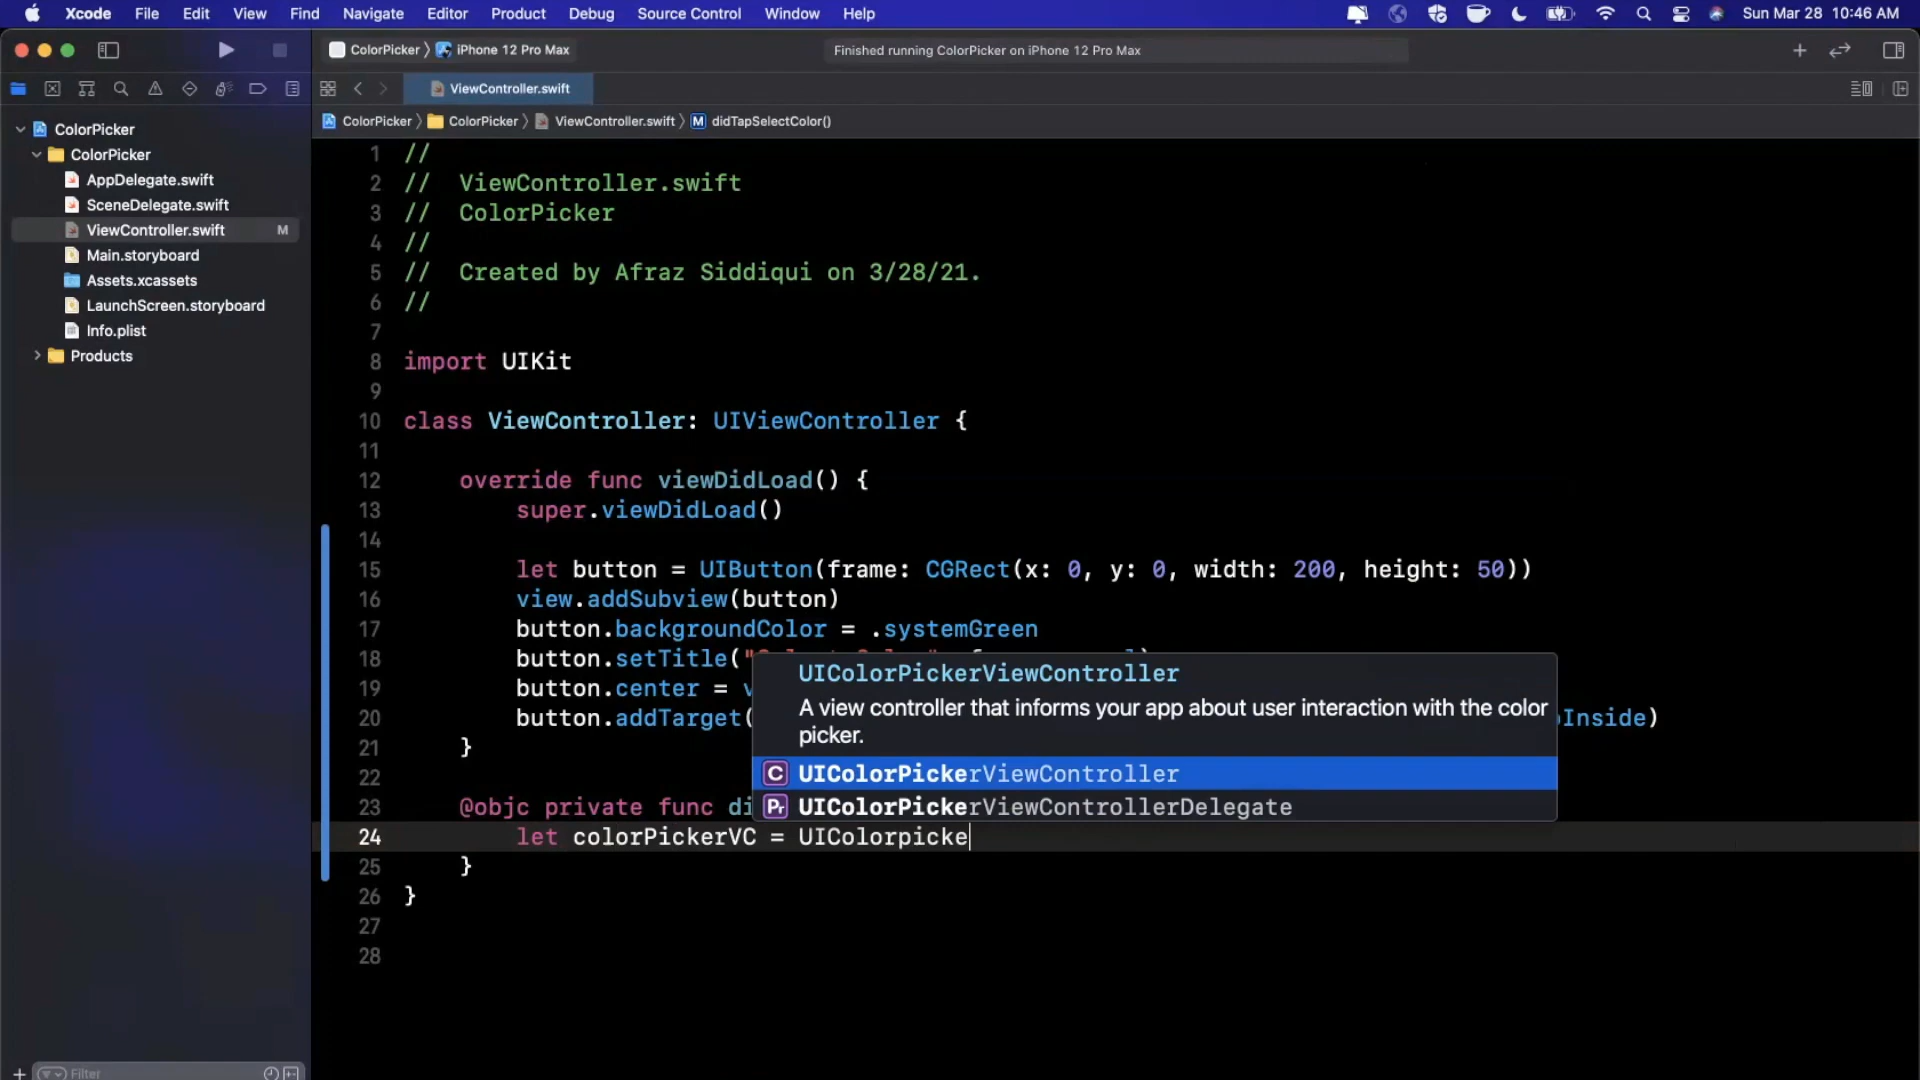 Xcode File Edit View Find Navigate Editor Product Debug Source Control Window Help Sun Mar 28 10:46 AM
ColorPicker iPhone 12 Pro Max Finished running ColorPicker on iPhone 12 Pro Max
ViewController.swift
ColorPicker ColorPicker ViewController.swift M didTapSelectColor()
ColorPicker
ColorPicker
AppDelegate.swift
SceneDelegate.swift
ViewController.swift M
Main.storyboard
Assets.xcassets
LaunchScreen.storyboard
Info.plist
Products
Filter
1 //
2 // ViewController.swift
3 // ColorPicker
4 //
5 // Created by Afraz Siddiqui on 3/28/21.
6 //
7
8 import UIKit
9
10 class ViewController: UIViewController {
11
12 override func viewDidLoad() {
13 super.viewDidLoad()
14
15 let button = UIButton(frame: CGRect(x: 0, y: 0, width: 200, height: 50))
16 view.addSubview(button)
17 button.backgroundColor = .systemGreen
18 button.setTitle("
19 button.center =
20 button.addTarget( Inside)
21 }
22
23 @objc private func di
24 let colorPickerVC = UIColorpicke
25 }
26 }
27
28
UIColorPickerViewController
A view controller that informs your app about user interaction with the color
picker.
C UIColorPickerViewController
Pr UIColorPickerViewControllerDelegate